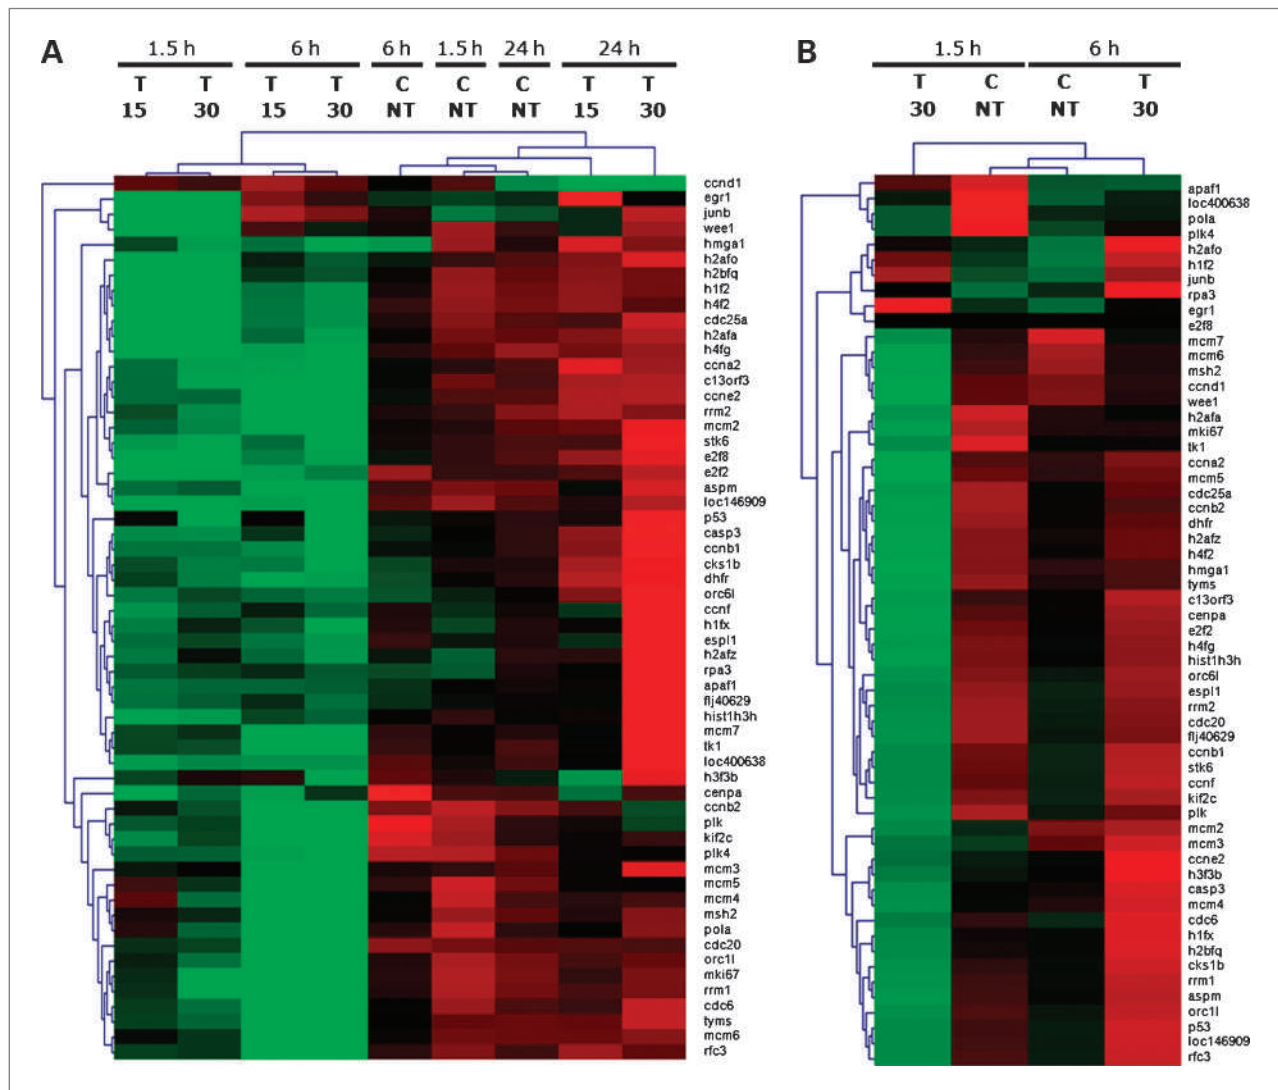 A
1.5 h 6 h 6 h 1.5 h 24 h 24 h
T T T T C C C T T
15 30 15 30 NT NT NT 15 30
ccnd1
egr1
junb
wee1
hmga1
h2afo
h2bfq
h1f2
h4f2
cdc25a
h2afa
h4fg
ccna2
c13orf3
ccne2
rrm2
mcm2
stk6
e2f8
e2f2
aspm
loc146909
p53
casp3
ccnb1
cks1b
dhfr
orc6l
ccnf
h1fx
espl1
h2afz
rpa3
apaf1
flj40629
hist1h3h
mcm7
tk1
loc400638
h3f3b
cenpa
ccnb2
plk
kif2c
plk4
mcm3
mcm5
mcm4
msh2
pola
cdc20
orc1l
mki67
rrm1
cdc6
tyms
mcm6
rfc3
B
1.5 h 6 h
T C C T
30 NT NT 30
apaf1
loc400638
pola
plk4
h2afo
h1f2
junb
rpa3
egr1
e2f8
mcm7
mcm6
msh2
ccnd1
wee1
h2afa
mki67
tk1
ccna2
mcm5
cdc25a
ccnb2
dhfr
h2afz
h4f2
hmga1
tyms
c13orf3
cenpa
e2f2
h4fg
hist1h3h
orc6l
espl1
rrm2
cdc20
flj40629
ccnb1
stk6
ccnf
kif2c
plk
mcm2
mcm3
ccne2
h3f3b
casp3
mcm4
cdc6
h1fx
h2bfq
cks1b
rrm1
aspm
orc1l
p53
loc146909
rfc3